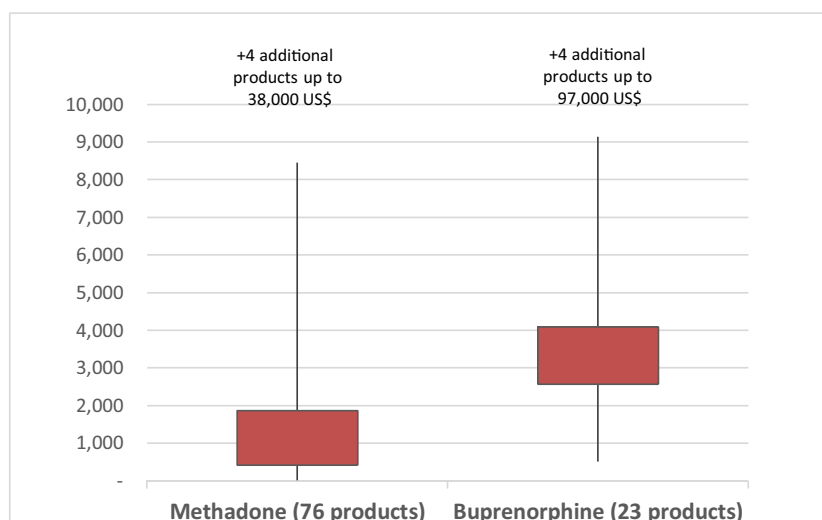 +4 additional
products up to
38,000 US$
+4 additional
products up to
97,000 US$
10,000
9,000
8,000
7,000
6,000
5,000
4,000
3,000
2,000
1,000
-
Methadone (76 products)
Buprenorphine (23 products)